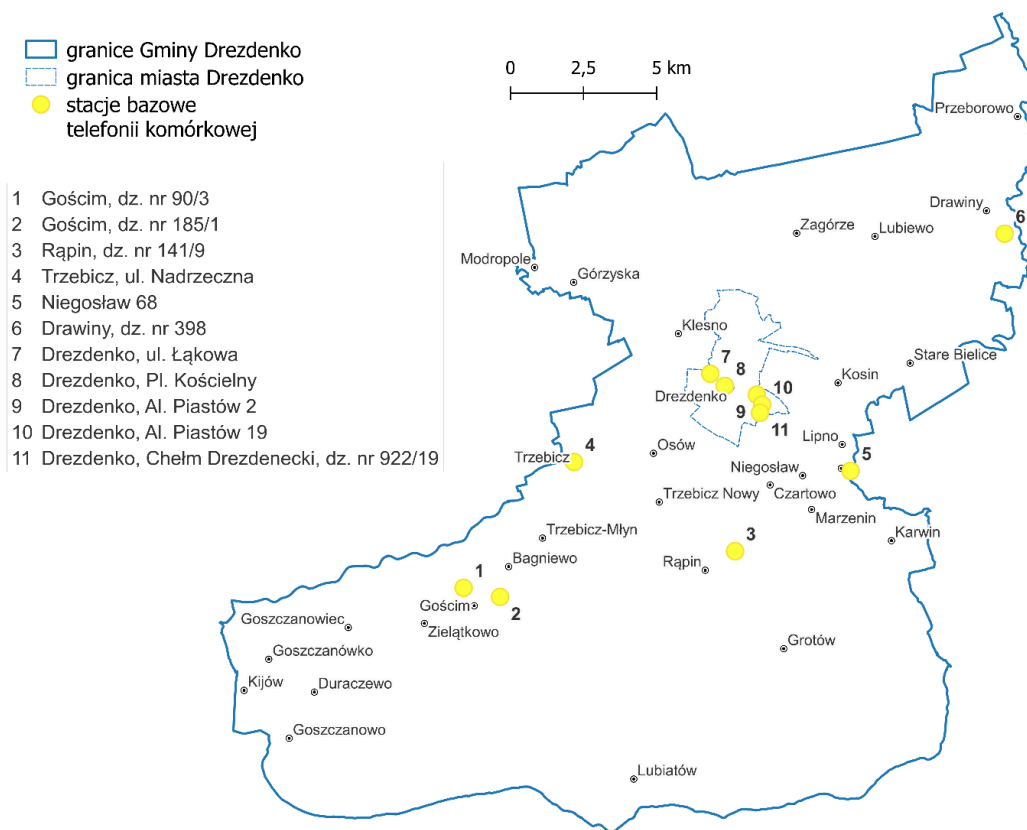 granice Gminy Drezdenko
granica miasta Drezdenko
stacje bazowe
telefonii komórkowej
0 2,5 5 km
1 Gościm, dz. nr 90/3
2 Gościm, dz. nr 185/1
3 Rąpin, dz. nr 141/9
4 Trzebicz, ul. Nadrzeczna
5 Niegosław 68
6 Drawiny, dz. nr 398
7 Drezdenko, ul. Łąkowa
8 Drezdenko, Pl. Kościelny
9 Drezdenko, Al. Piastów 2
10 Drezdenko, Al. Piastów 19
11 Drezdenko, Chełm Drezdenecki, dz. nr 922/19
Przeborowo
Drawiny
6
Zagórze
Lubiewo
Modropole
Górzyska
Klesno
7
8
Stare Bielice
Kosin
Drezdenko
10
9
11
Lipno
Osów
4
Trzebicz
5
Niegosław
Czartowo
Trzebicz Nowy
Marzenin
Karwin
Trzebicz-Młyn
3
Bagniewo
Rąpin
1
2
Gościm
Goszczanowiec
Zielątkowo
Grotów
Goszczanówko
Kijów
Duraczewo
Goszczanowo
Lubiatów